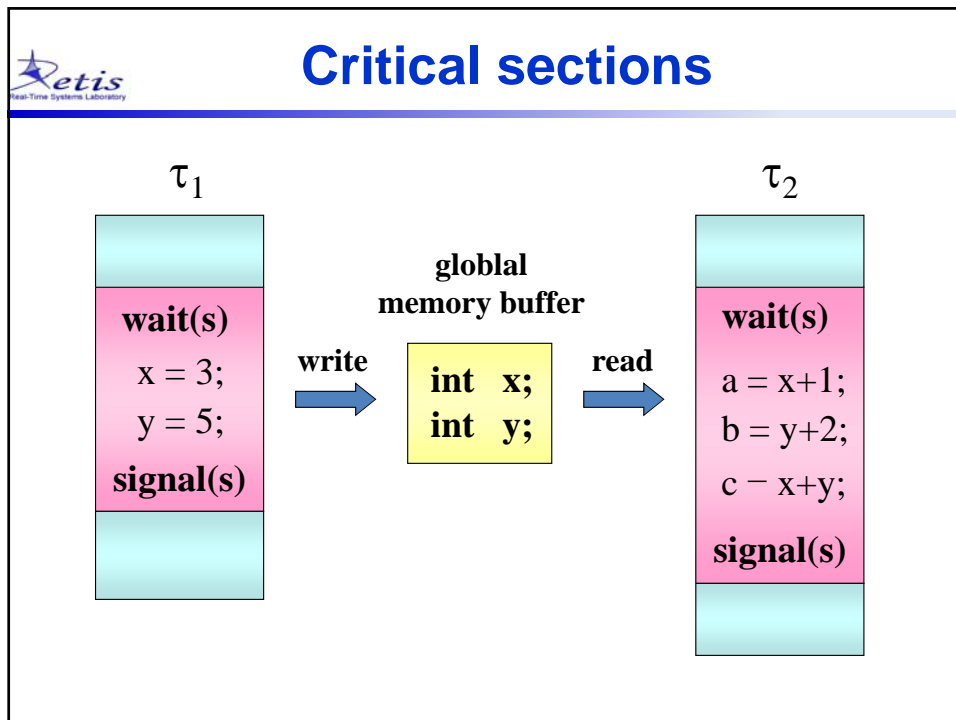 Retis
Real-Time Systems Laboratory
Critical sections
τ1
wait(s)
x = 3;
y = 5;
signal(s)
write
globlal
memory buffer
int x;
int y;
read
τ2
wait(s)
a = x+1;
b = y+2;
c − x+y;
signal(s)